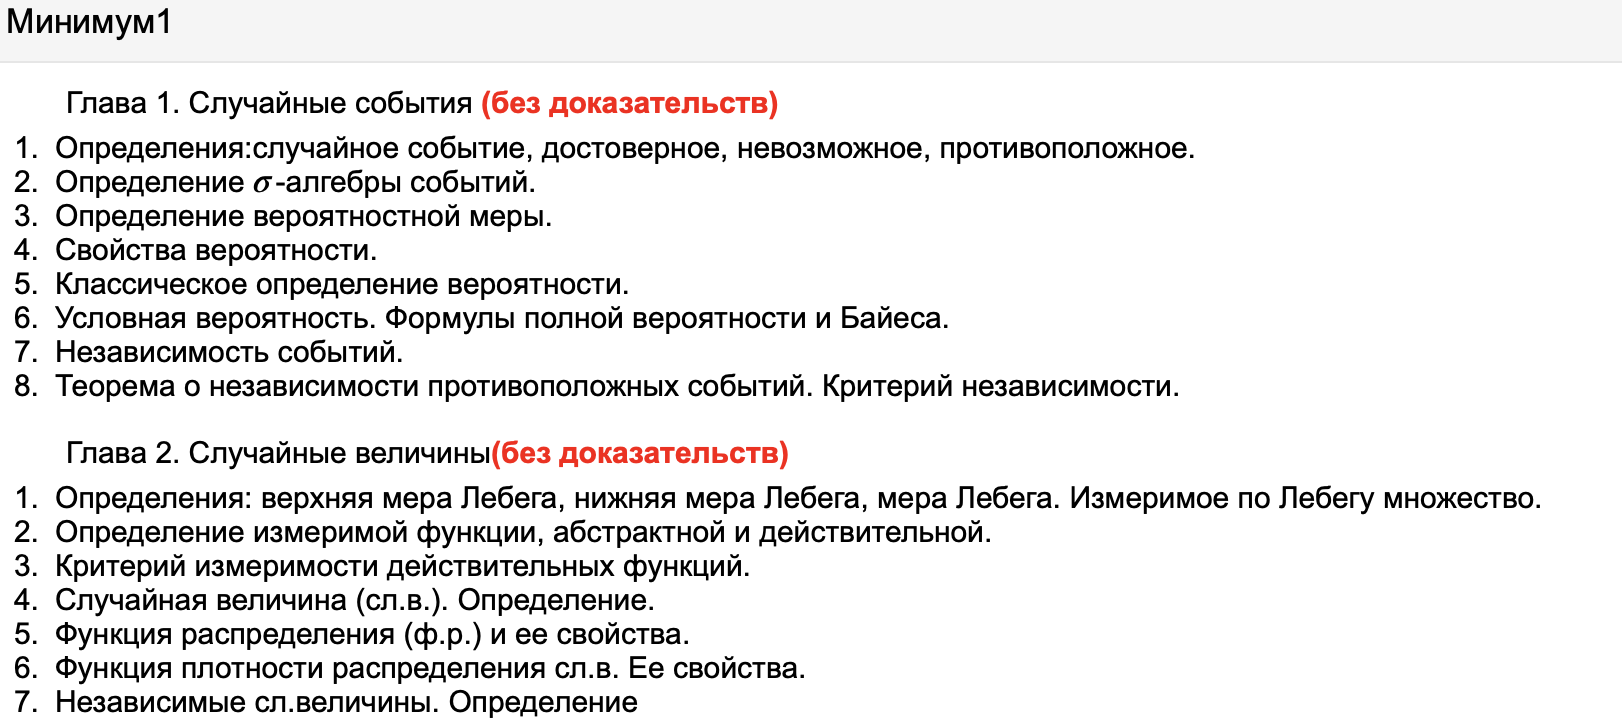 Минимум1
Глава 1. Случайные события (без доказательств)
1. Определения:случайное событие, достоверное, невозможное, противоположное.
2. Определение σ-алгебры событий.
3. Определение вероятностной меры.
4. Свойства вероятности.
5. Классическое определение вероятности.
6. Условная вероятность. Формулы полной вероятности и Байеса.
7. Независимость событий.
8. Теорема о независимости противоположных событий. Критерий независимости.
Глава 2. Случайные величины(без доказательств)
1. Определения: верхняя мера Лебега, нижняя мера Лебега, мера Лебега. Измеримое по Лебегу множество.
2. Определение измеримой функции, абстрактной и действительной.
3. Критерий измеримости действительных функций.
4. Случайная величина (сл.в.). Определение.
5. Функция распределения (ф.р.) и ее свойства.
6. Функция плотности распределения сл.в. Ее свойства.
7. Независимые сл.величины. Определение